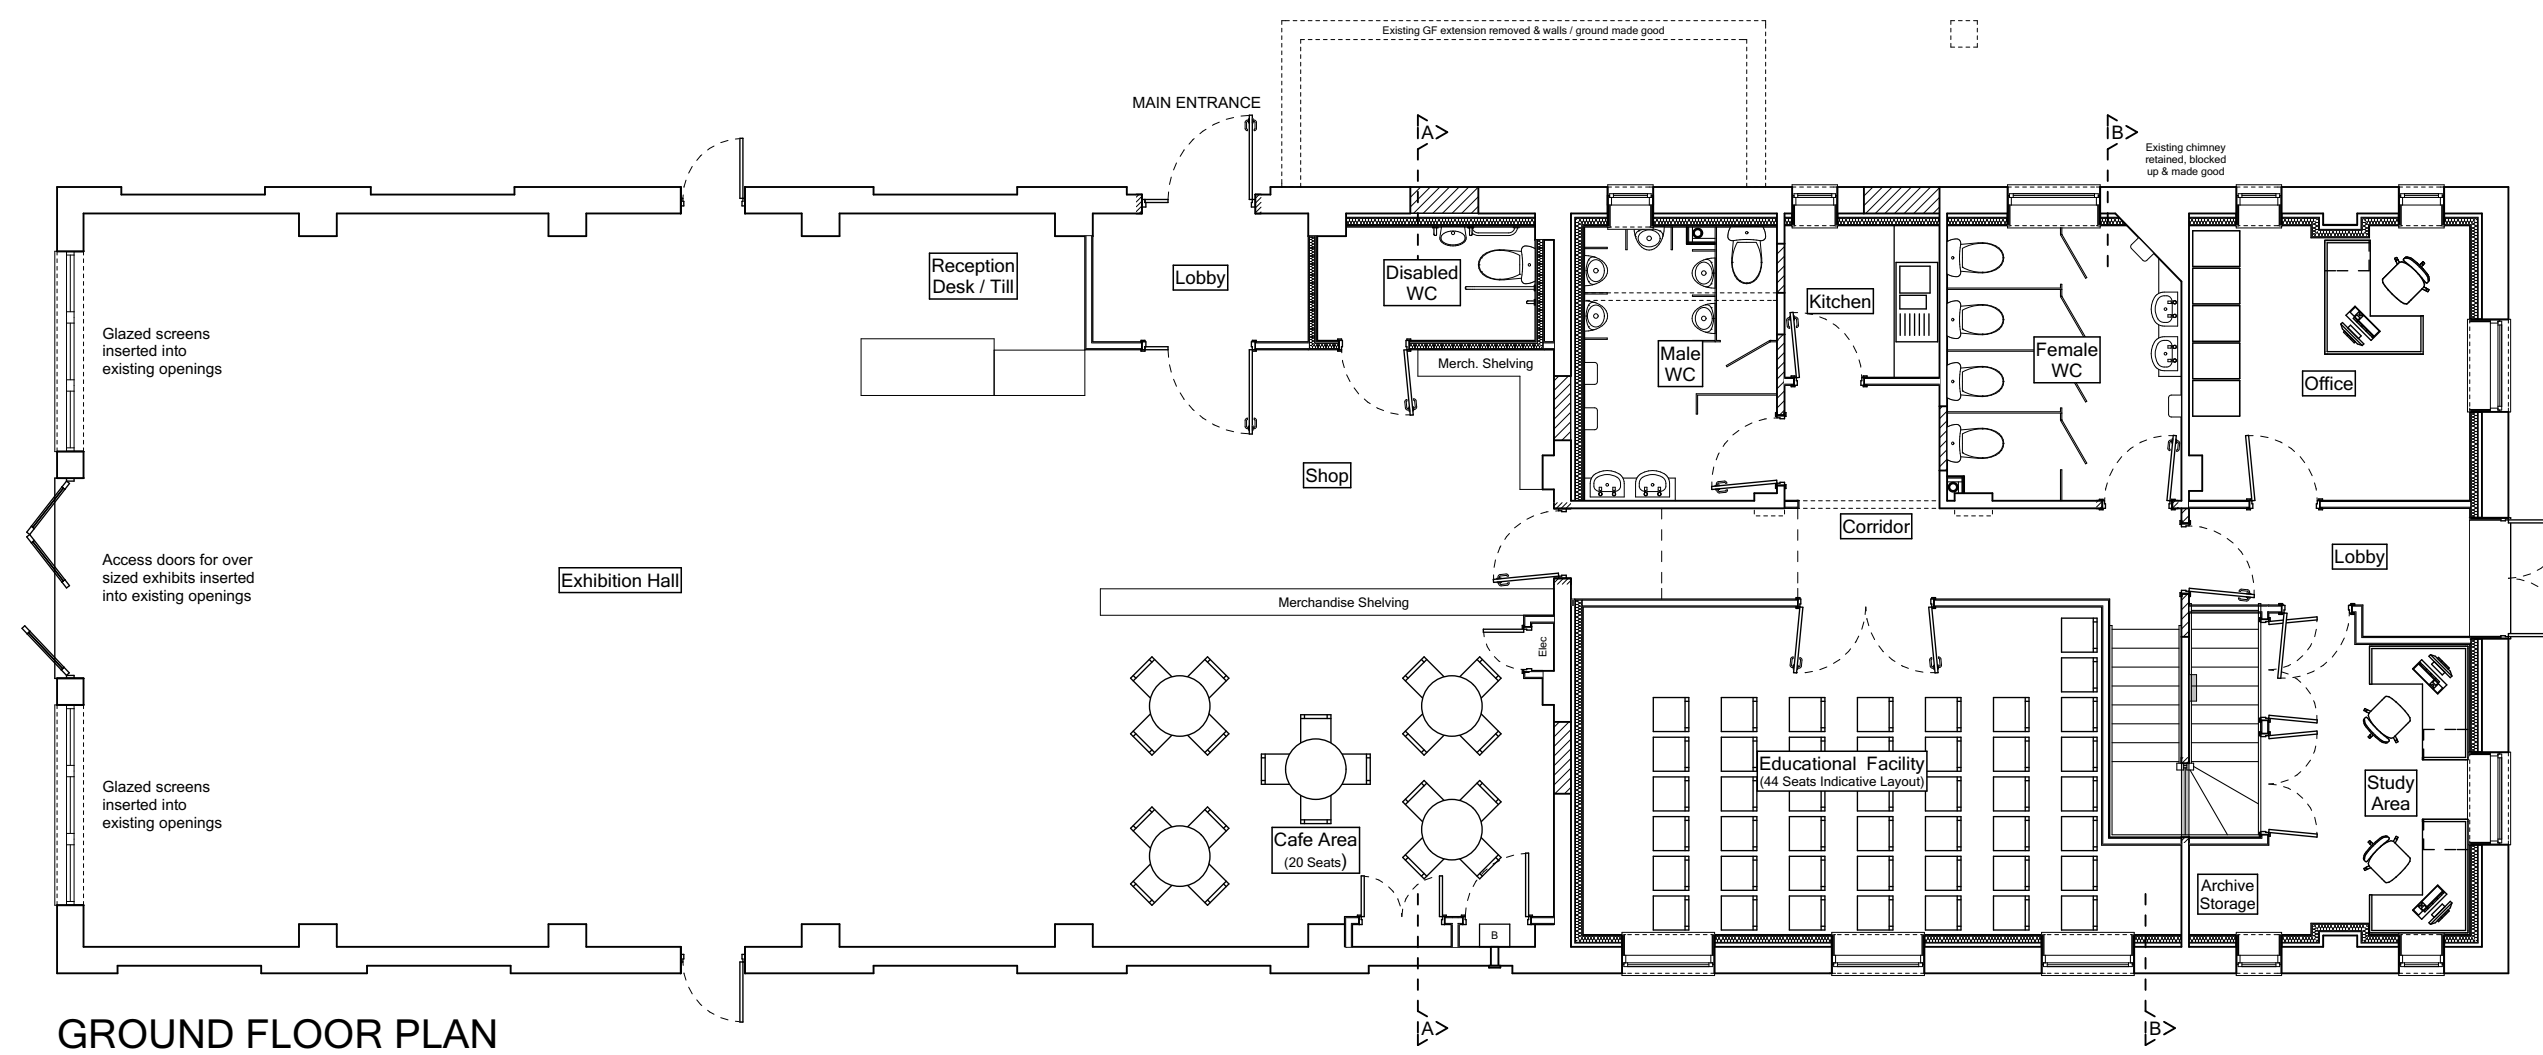 Existing GF extension removed & walls / ground made good
MAIN ENTRANCE
A>
B>
Existing chimney
retained, blocked
up & made good
Reception
Desk / Till
Lobby
Disabled
WC
Kitchen
Male
WC
Female
WC
Office
Glazed screens
inserted into
existing openings
Merch. Shelving
Shop
Corridor
Lobby
Access doors for over
sized exhibits inserted
into existing openings
Exhibition Hall
Merchandise Shelving
Elec
Educational Facility
(44 Seats Indicative Layout)
Study
Area
Glazed screens
inserted into
existing openings
Cafe Area
(20 Seats)
Archive
Storage
B
GROUND FLOOR PLAN
A>
B>